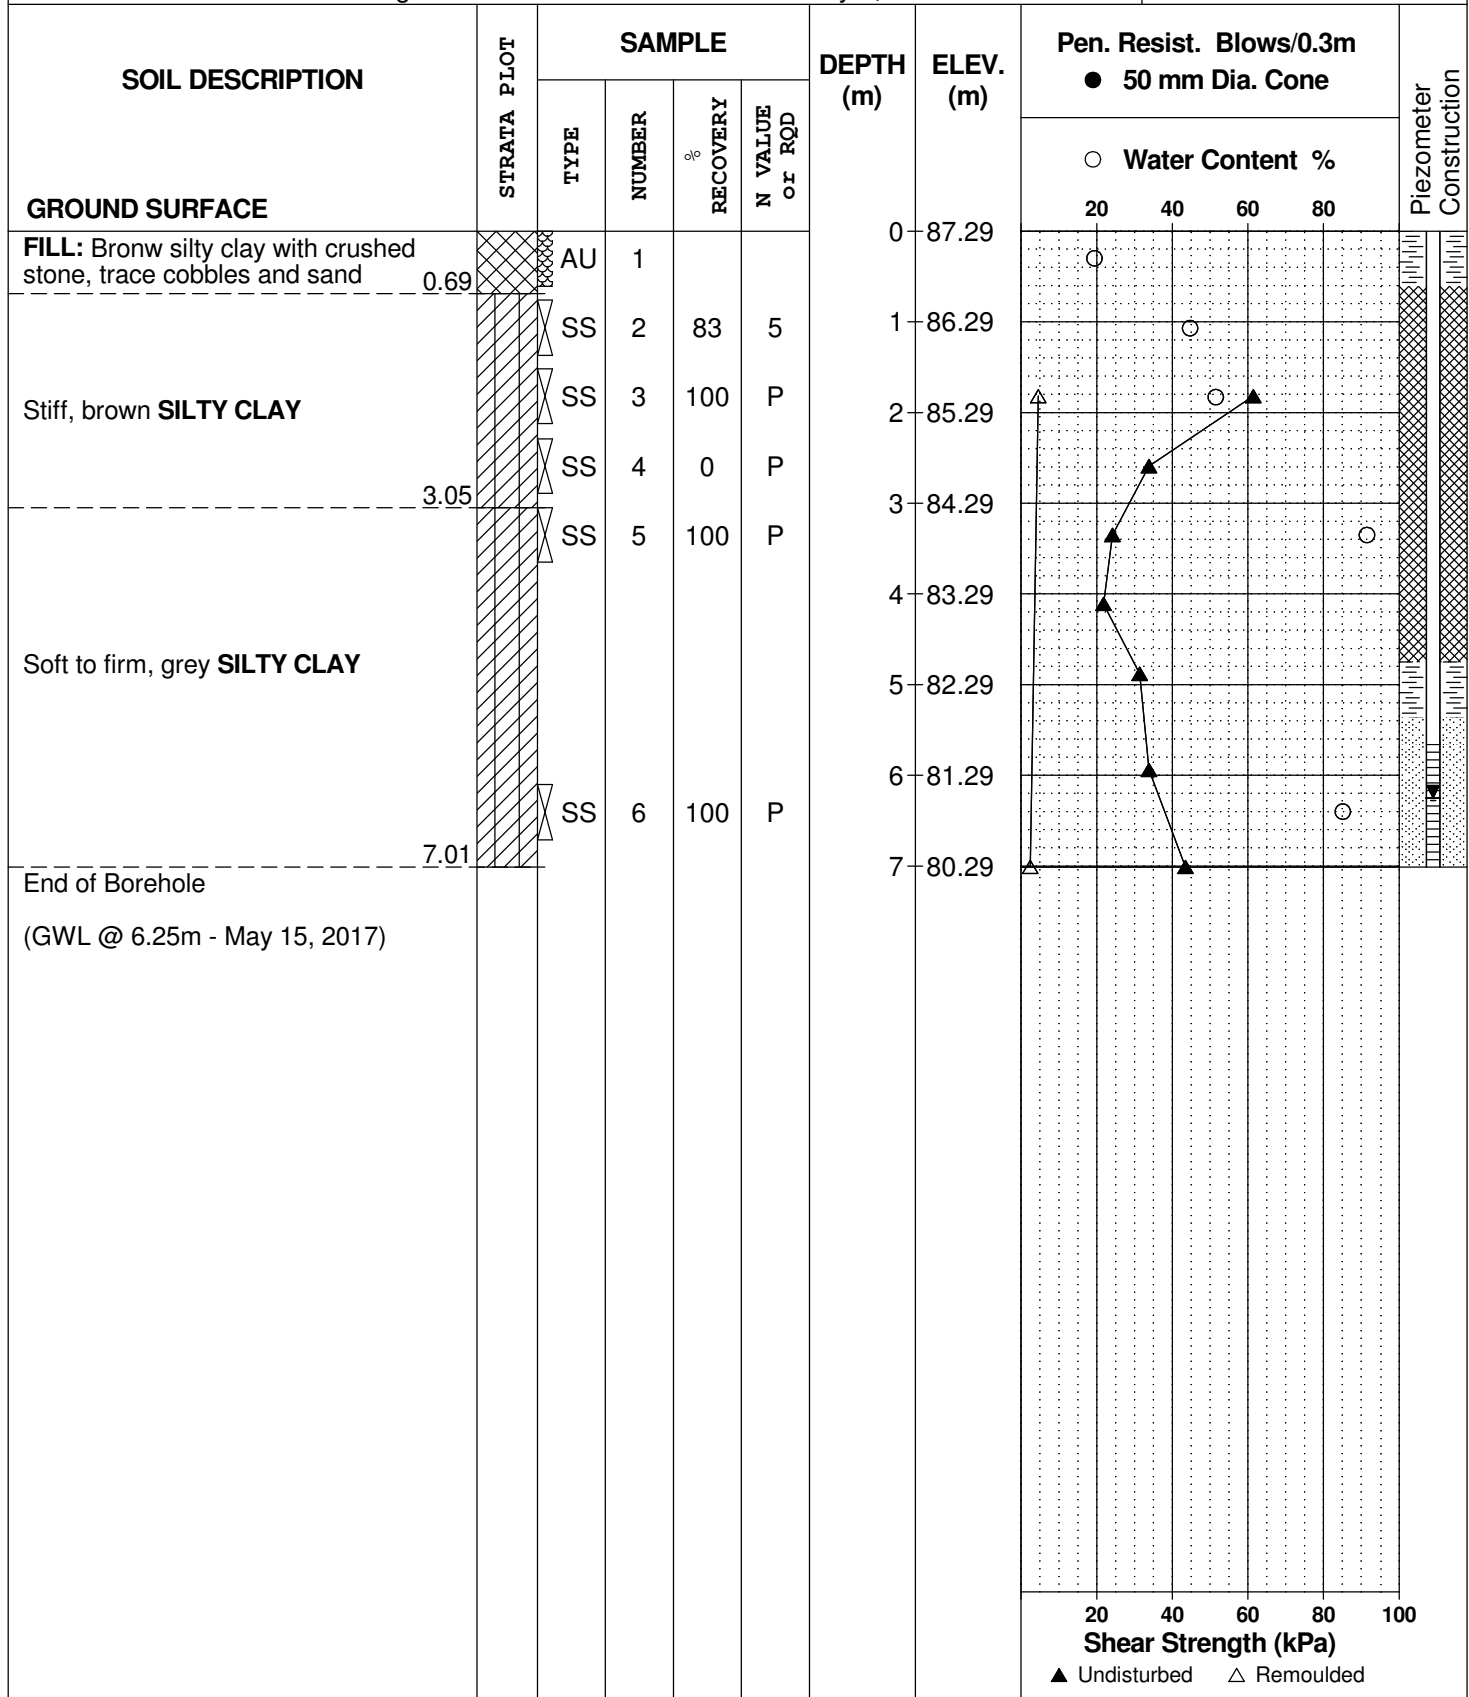 SOIL DESCRIPTION
GROUND SURFACE
STRATA PLOT
SAMPLE
TYPE
NUMBER
%
RECOVERY
N VALUE
or RQD
DEPTH
(m)
ELEV.
(m)
Pen. Resist. Blows/0.3m
● 50 mm Dia. Cone
○ Water Content %
20 40 60 80
Piezometer
Construction
0 87.29
FILL: Bronw silty clay with crushed
stone, trace cobbles and sand 0.69
AU 1
1 86.29
SS 2 83 5
Stiff, brown SILTY CLAY
SS 3 100 P
2 85.29
SS 4 0 P
3.05
3 84.29
SS 5 100 P
4 83.29
Soft to firm, grey SILTY CLAY
5 82.29
6 81.29
SS 6 100 P
7.01
7 80.29
End of Borehole
(GWL @ 6.25m - May 15, 2017)
20 40 60 80 100
Shear Strength (kPa)
▲ Undisturbed △ Remoulded